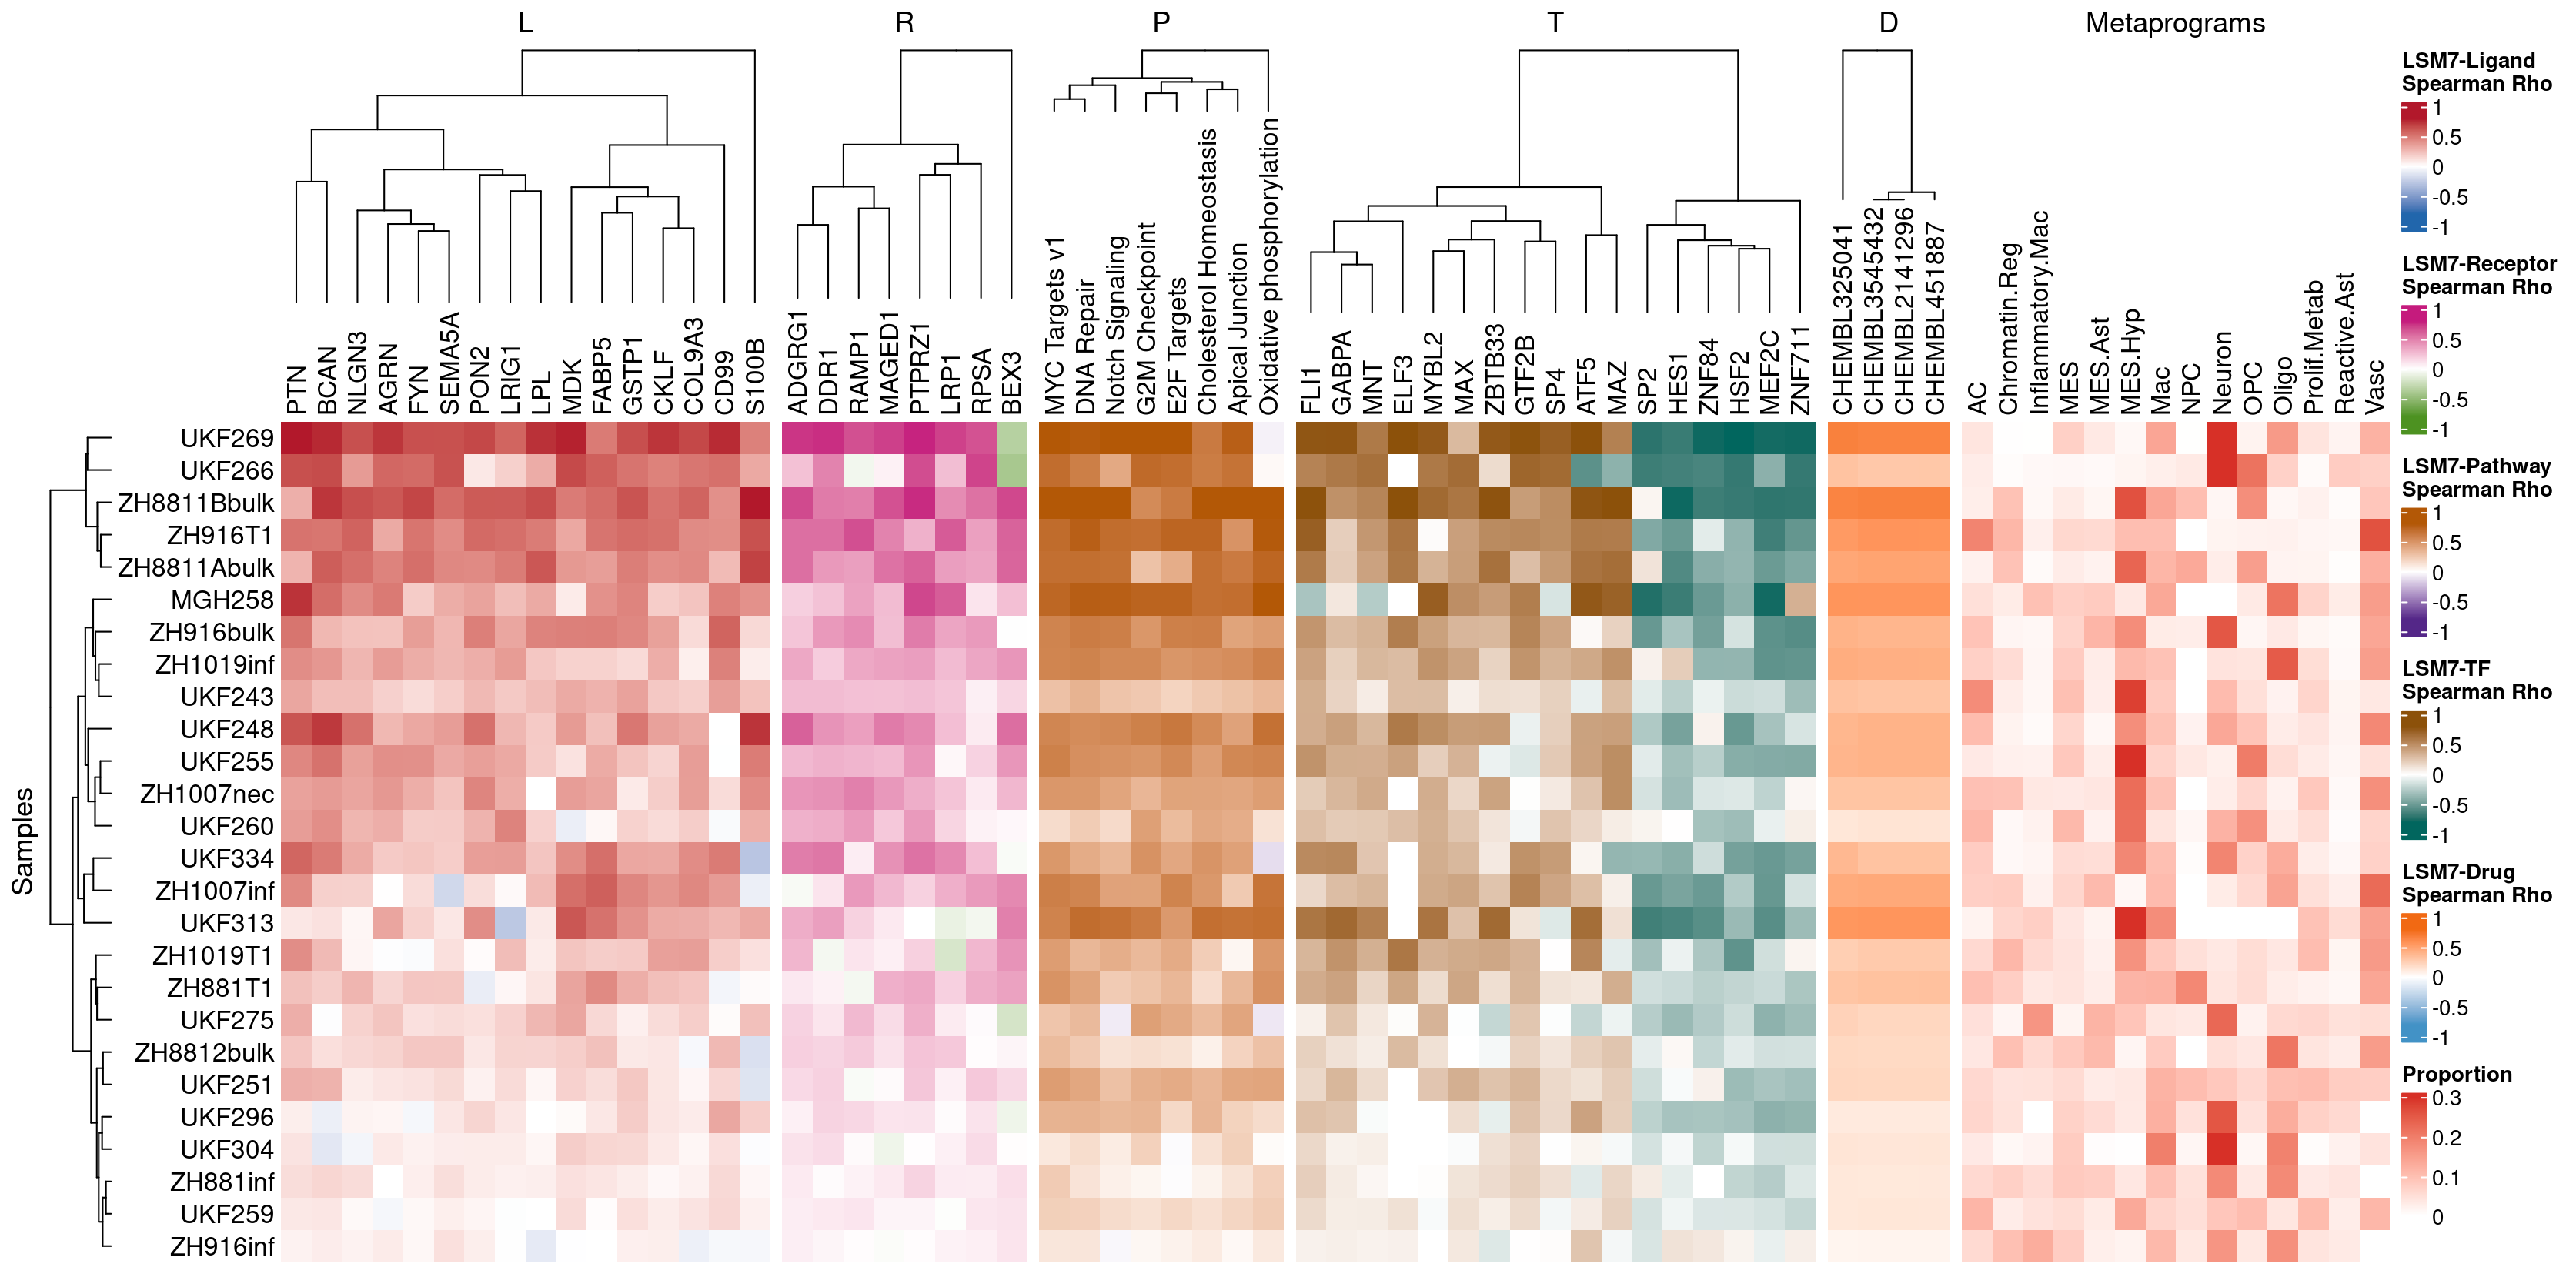 L R P T D Metaprograms
PTN BCAN NLGN3 AGRN FYN SEMA5A PON2 LRIG1 LPL MDK FABP5 GSTP1 CKLF COL9A3 CD99 S100B
ADGRG1 DDR1 RAMP1 MAGED1 PTPRZ1 LRP1 RPSA BEX3
MYC Targets v1
DNA Repair
Notch Signaling
G2M Checkpoint
E2F Targets
Cholesterol Homeostasis
Apical Junction
Oxidative phosphorylation
FLI1 GABPA MNT ELF3 MYBL2 MAX ZBTB33 GTF2B SP4 ATF5 MAZ SP2 HES1 ZNF84 HSF2 MEF2C ZNF711
CHEMBL325041 CHEMBL3545432 CHEMBL2141296 CHEMBL451887
AC Chromatin.Reg Inflammatory.Mac MES MES.Ast MES.Hyp Mac NPC Neuron OPC Oligo Prolif.Metab Reactive.Ast Vasc
Samples
UKF269
UKF266
ZH8811Bbulk
ZH916T1
ZH8811Abulk
MGH258
ZH916bulk
ZH1019inf
UKF243
UKF248
UKF255
ZH1007nec
UKF260
UKF334
ZH1007inf
UKF313
ZH1019T1
ZH881T1
UKF275
ZH8812bulk
UKF251
UKF296
UKF304
ZH881inf
UKF259
ZH916inf
LSM7-Ligand
Spearman Rho
1
0.5
0
-0.5
-1
LSM7-Receptor
Spearman Rho
1
0.5
0
-0.5
-1
LSM7-Pathway
Spearman Rho
1
0.5
0
-0.5
-1
LSM7-TF
Spearman Rho
1
0.5
0
-0.5
-1
LSM7-Drug
Spearman Rho
1
0.5
0
-0.5
-1
Proportion
0.3
0.2
0.1
0